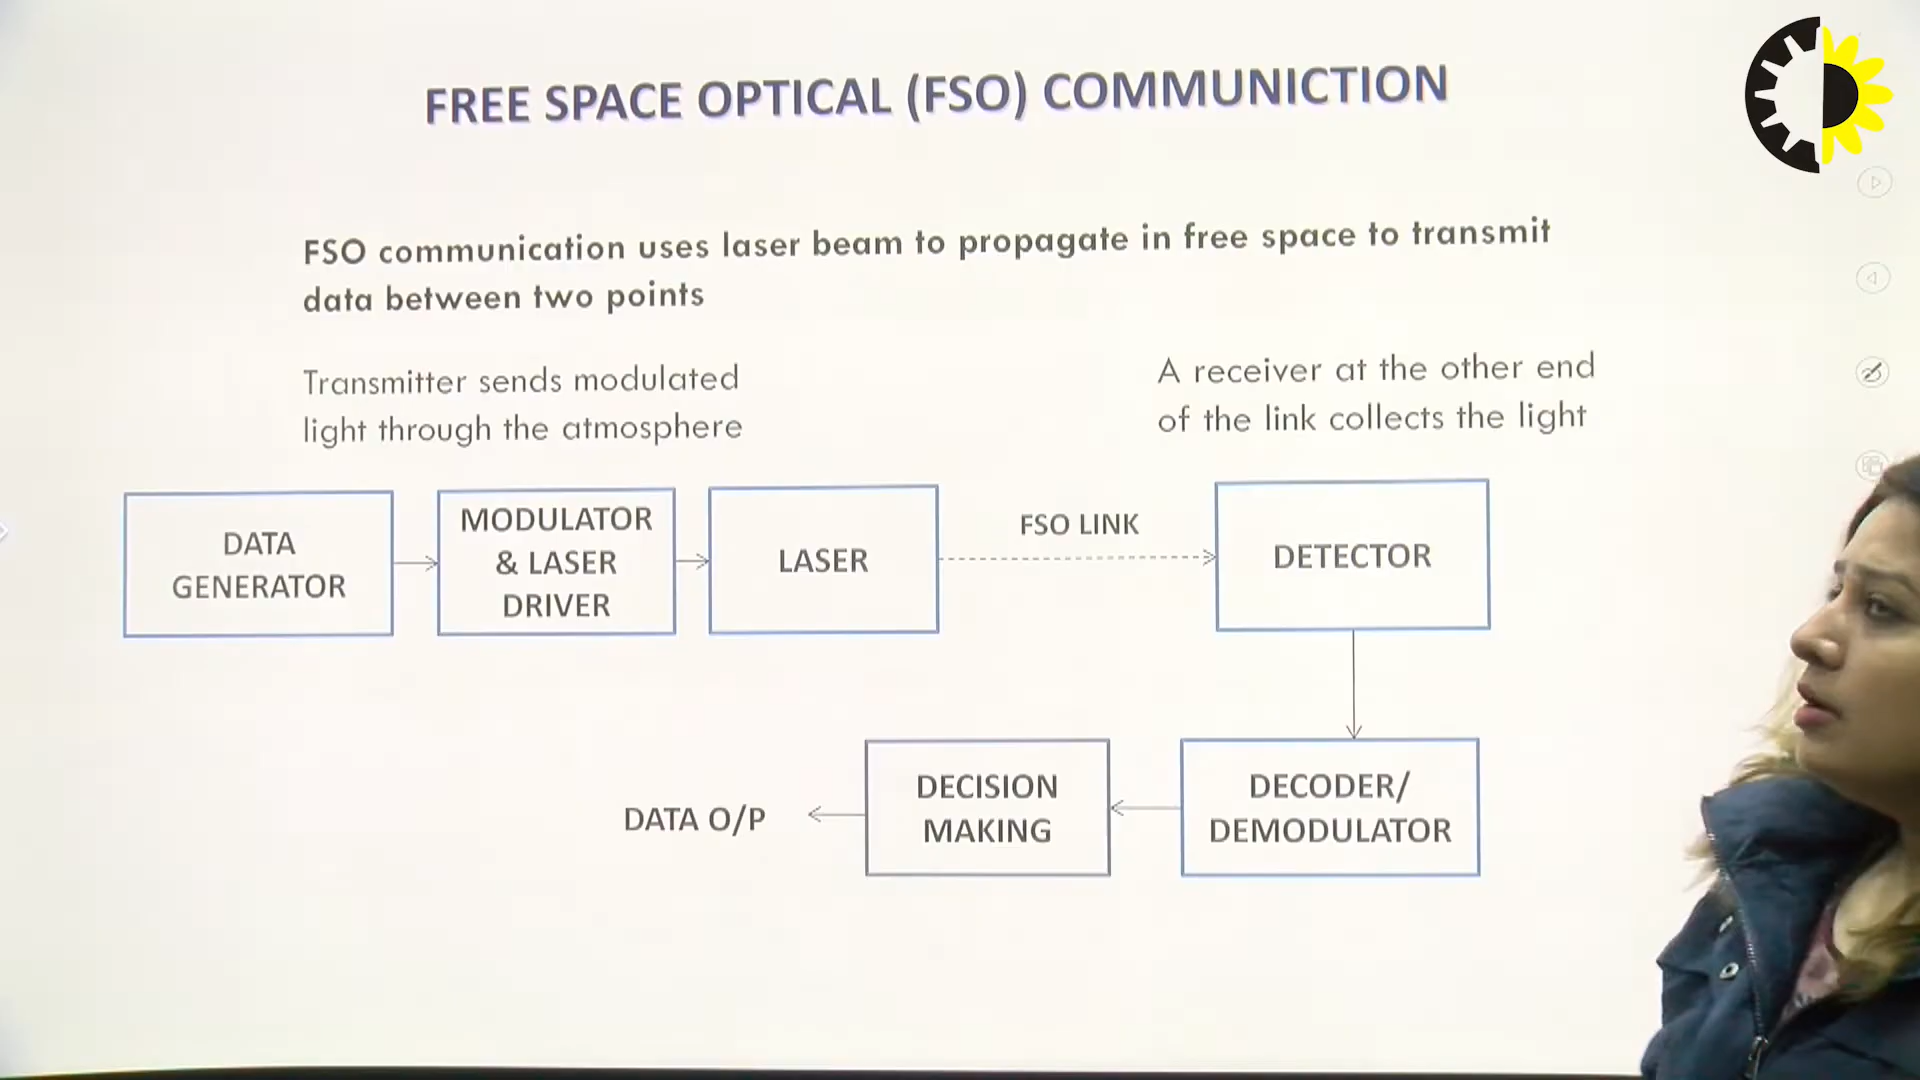 FREE SPACE OPTICAL (FSO) COMMUNICTION
FSO communication uses laser beam to propagate in free space to transmit
data between two points
Transmitter sends modulated
light through the atmosphere
A receiver at the other end
of the link collects the light
DATA
GENERATOR
MODULATOR
& LASER
DRIVER
LASER
FSO LINK
DETECTOR
DECODER/
DEMODULATOR
DECISION
MAKING
DATA O/P